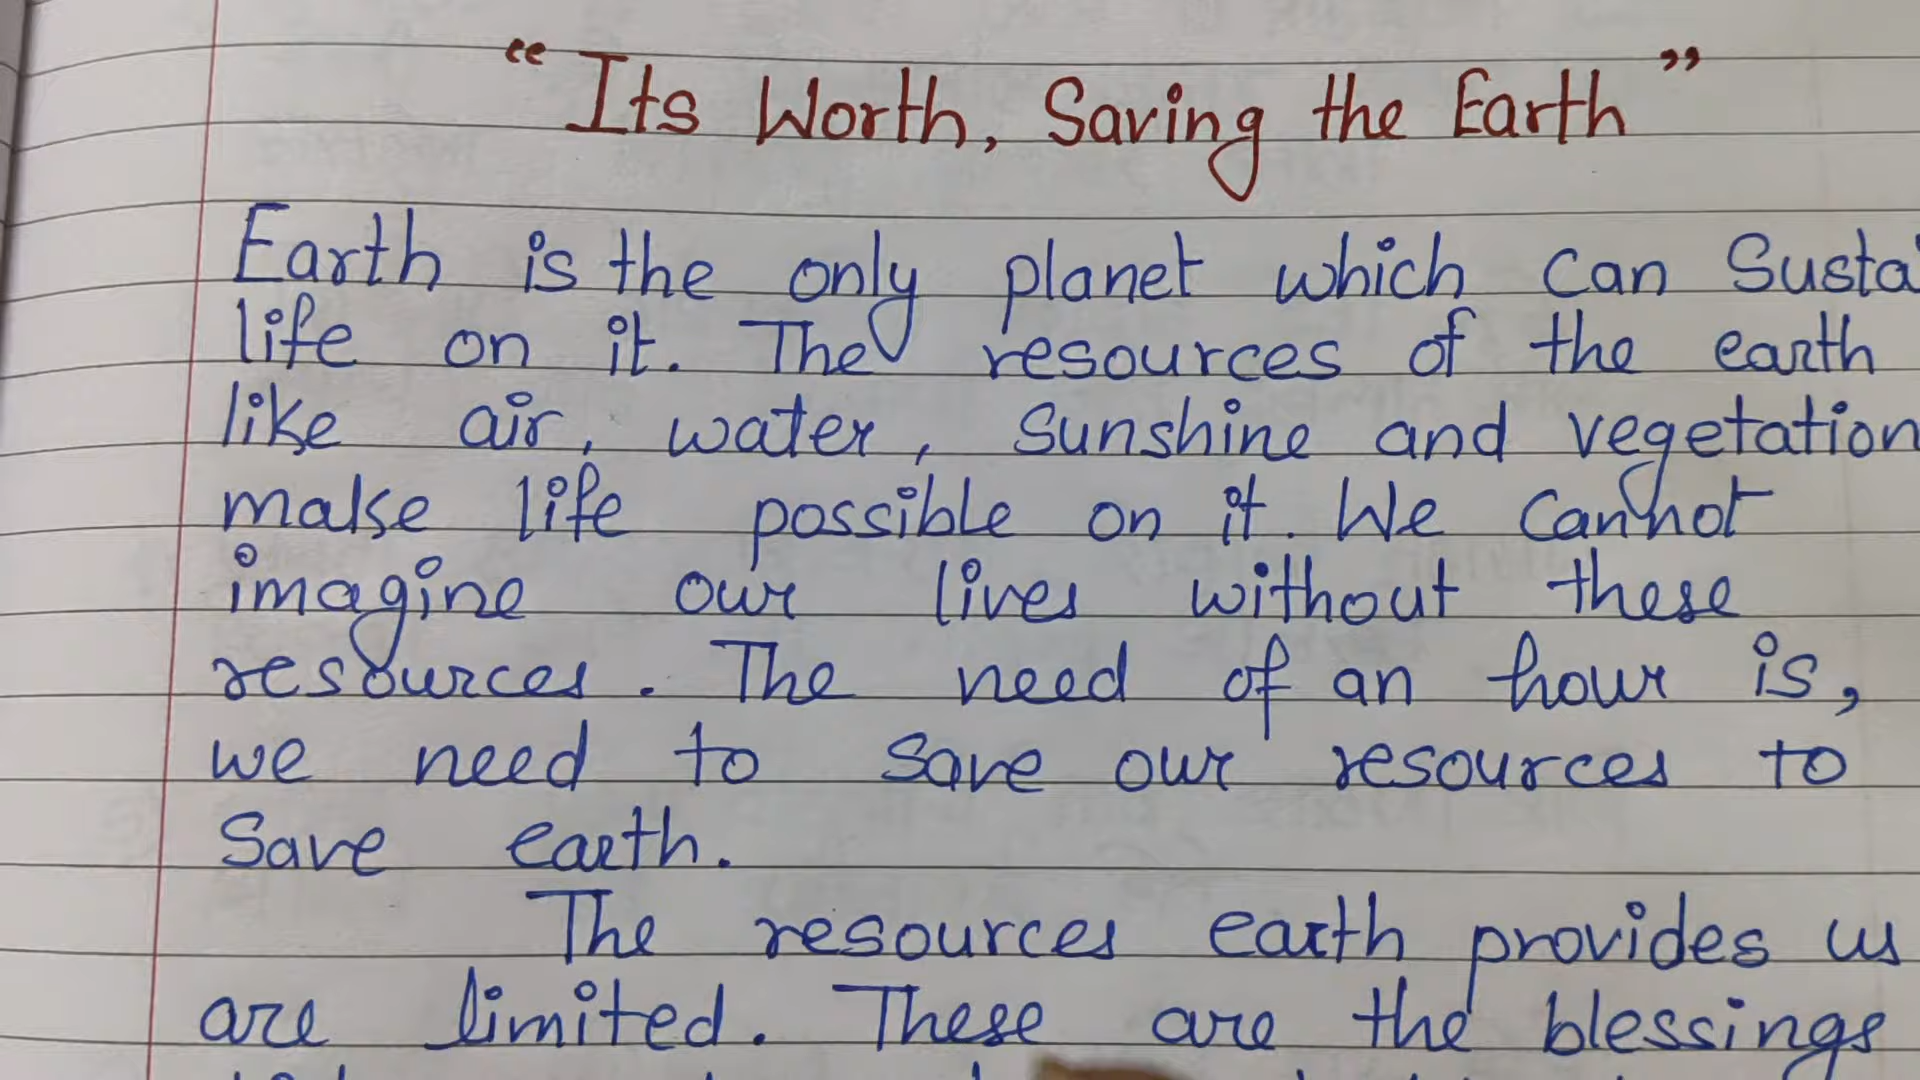 “Its Worth, Saving the Earth”
Earth is the only planet which can Susta
life on it. The resources of the earth
like air, water, Sunshine and vegetation
make life possible on it. We Cannot
imagine our lives without these
resources. The need of an hour is,
we need to save our resources to
Save earth.
The resources earth provides us
are limited. These are the blessings